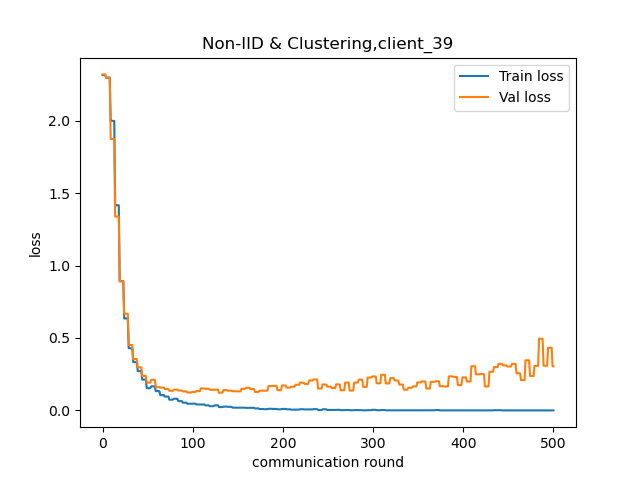 Non-IID & Clustering,client_39
Train loss
Val loss
loss
2.0
1.5
1.0
0.5
0.0
0
100
200
300
400
500
communication round